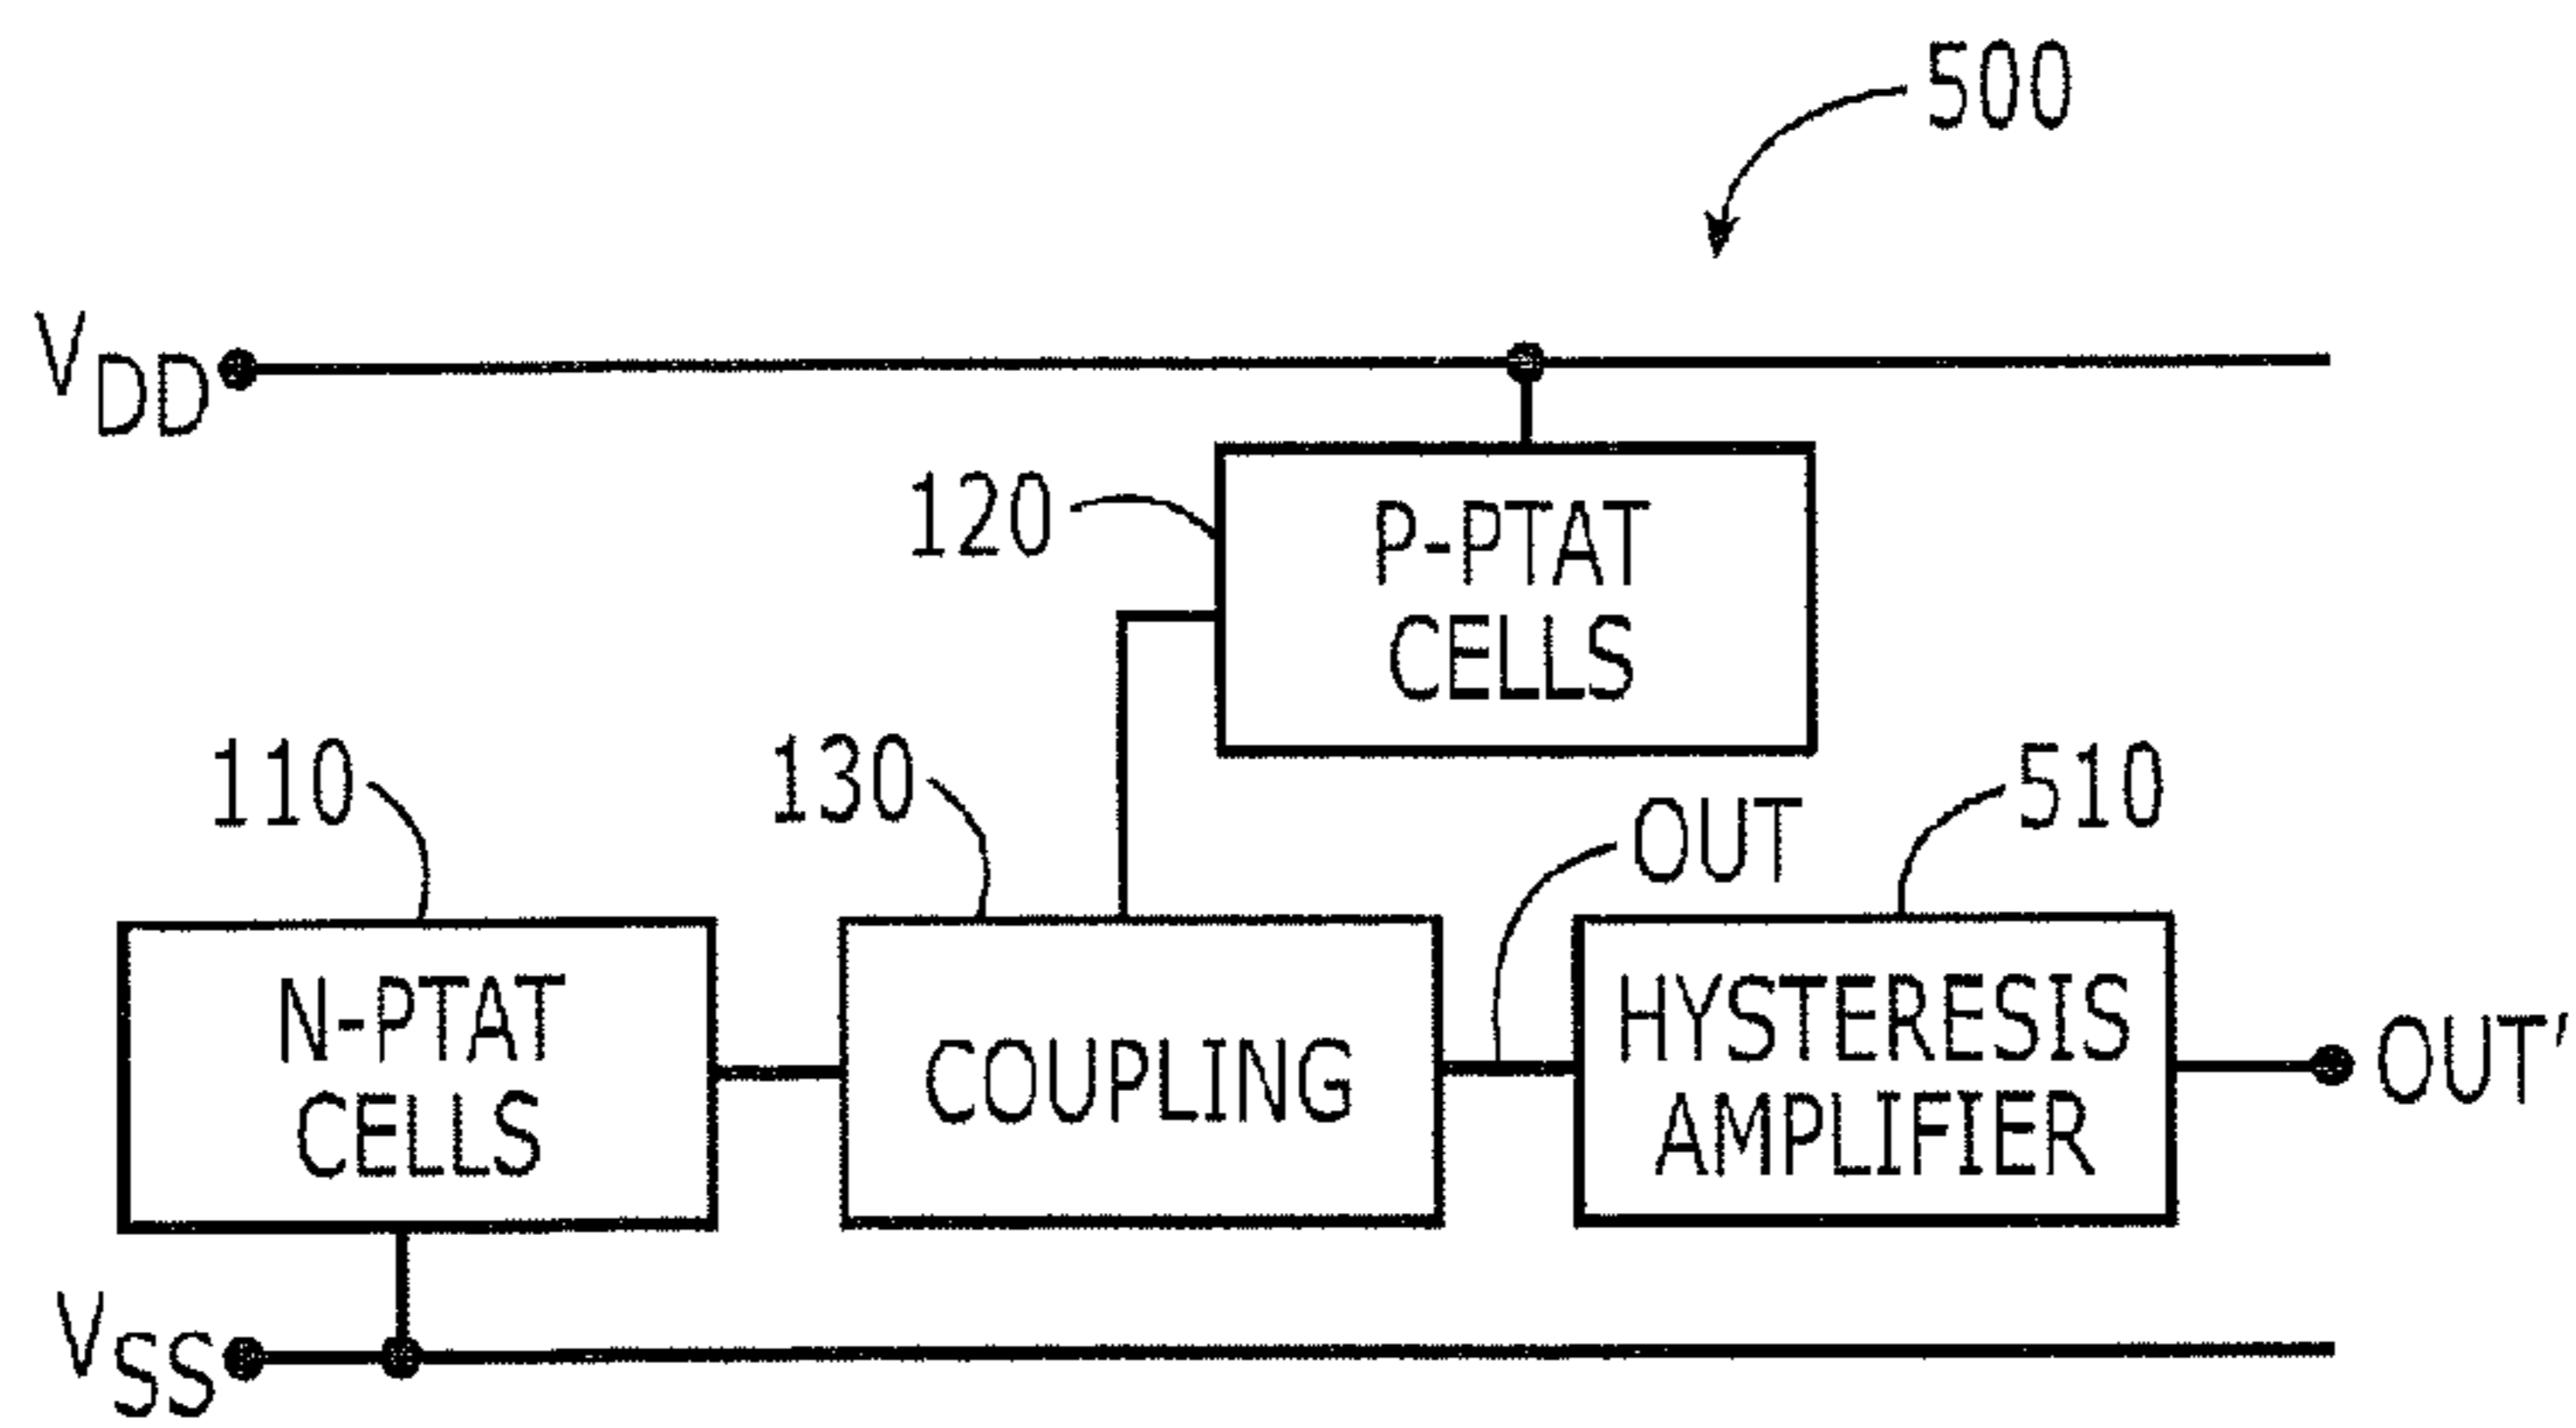 500
VDD
120
P-PTAT
CELLS
110
130
OUT
510
N-PTAT
CELLS
COUPLING
HYSTERESIS
AMPLIFIER
OUT'
VSS